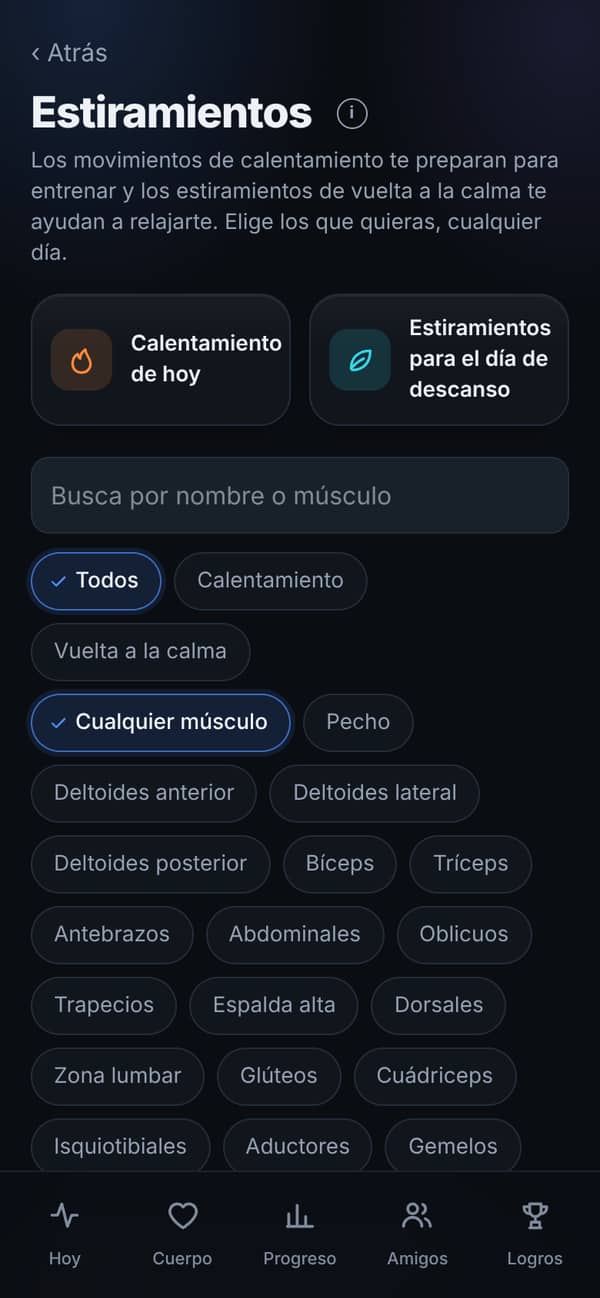 ‹ Atrás
Estiramientos
i
Los movimientos de calentamiento te preparan para
entrenar y los estiramientos de vuelta a la calma te
ayudan a relajarte. Elige los que quieras, cualquier
día.
Calentamiento
de hoy
Estiramientos
para el día de
descanso
Busca por nombre o músculo
Todos
Calentamiento
Vuelta a la calma
Cualquier músculo
Pecho
Deltoides anterior
Deltoides lateral
Deltoides posterior
Bíceps
Tríceps
Antebrazos
Abdominales
Oblicuos
Trapecios
Espalda alta
Dorsales
Zona lumbar
Glúteos
Cuádriceps
Isquiotibiales
Aductores
Gemelos
Hoy
Cuerpo
Progreso
Amigos
Logros